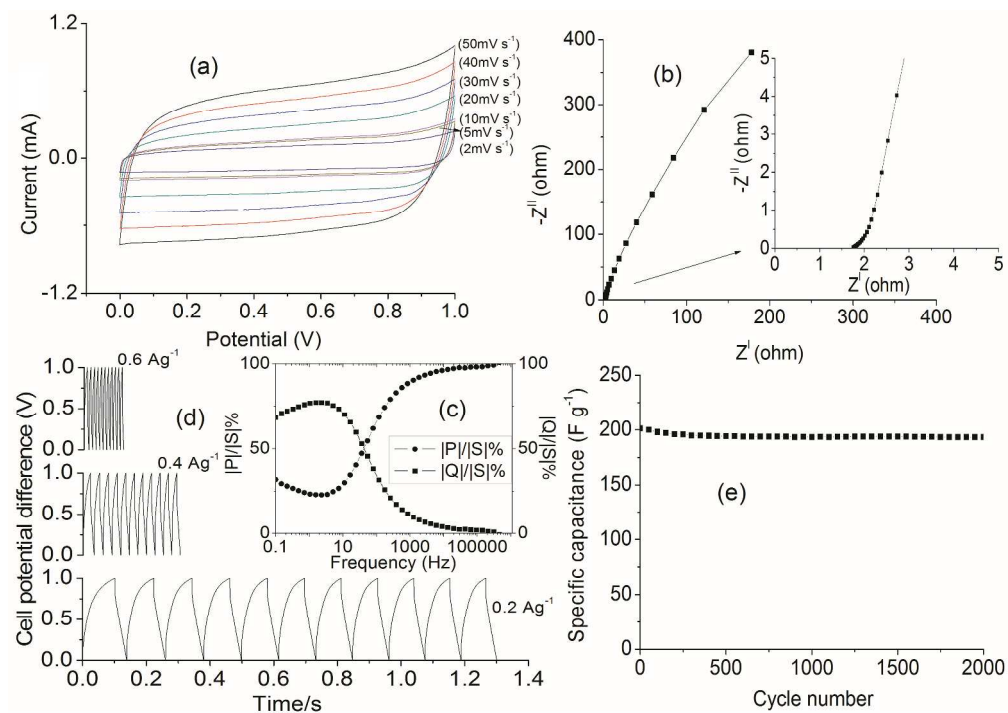 1.2
0.0
-1.2
Current (mA)
(a)
(50mV s⁻¹)
(40mV s⁻¹)
(30mV s⁻¹)
(20mV s⁻¹)
(10mV s⁻¹)
(5mV s⁻¹)
(2mV s⁻¹)
0.0 0.2 0.4 0.6 0.8 1.0
Potential (V)
400
300
200
100
0
-Zᴵᴵ (ohm)
(b)
0 100 200 400
Zᴵ (ohm)
5
4
3
2
1
0
-Zᴵᴵ (ohm)
0 1 2 3 4 5
Zᴵ (ohm)
1.0
0.5
0.0
0.6 Ag⁻¹
(d)
1.0
0.5
0.0
0.4 Ag⁻¹
1.0
0.5
0.0
0.2 Ag⁻¹
Cell potential difference (V)
0.0 0.2 0.4 0.6 0.8 1.0 1.2 1.4
Time/s
100
50
0
|P|/|S|%
(c)
|P|/|S|%
|Q|/|S|%
100
50
0
|Q|/|S|%
0.1 10 1000 100000
Frequency (Hz)
250
200
150
100
50
0
Specific capacitance (F g⁻¹)
(e)
0 500 1000 1500 2000
Cycle number